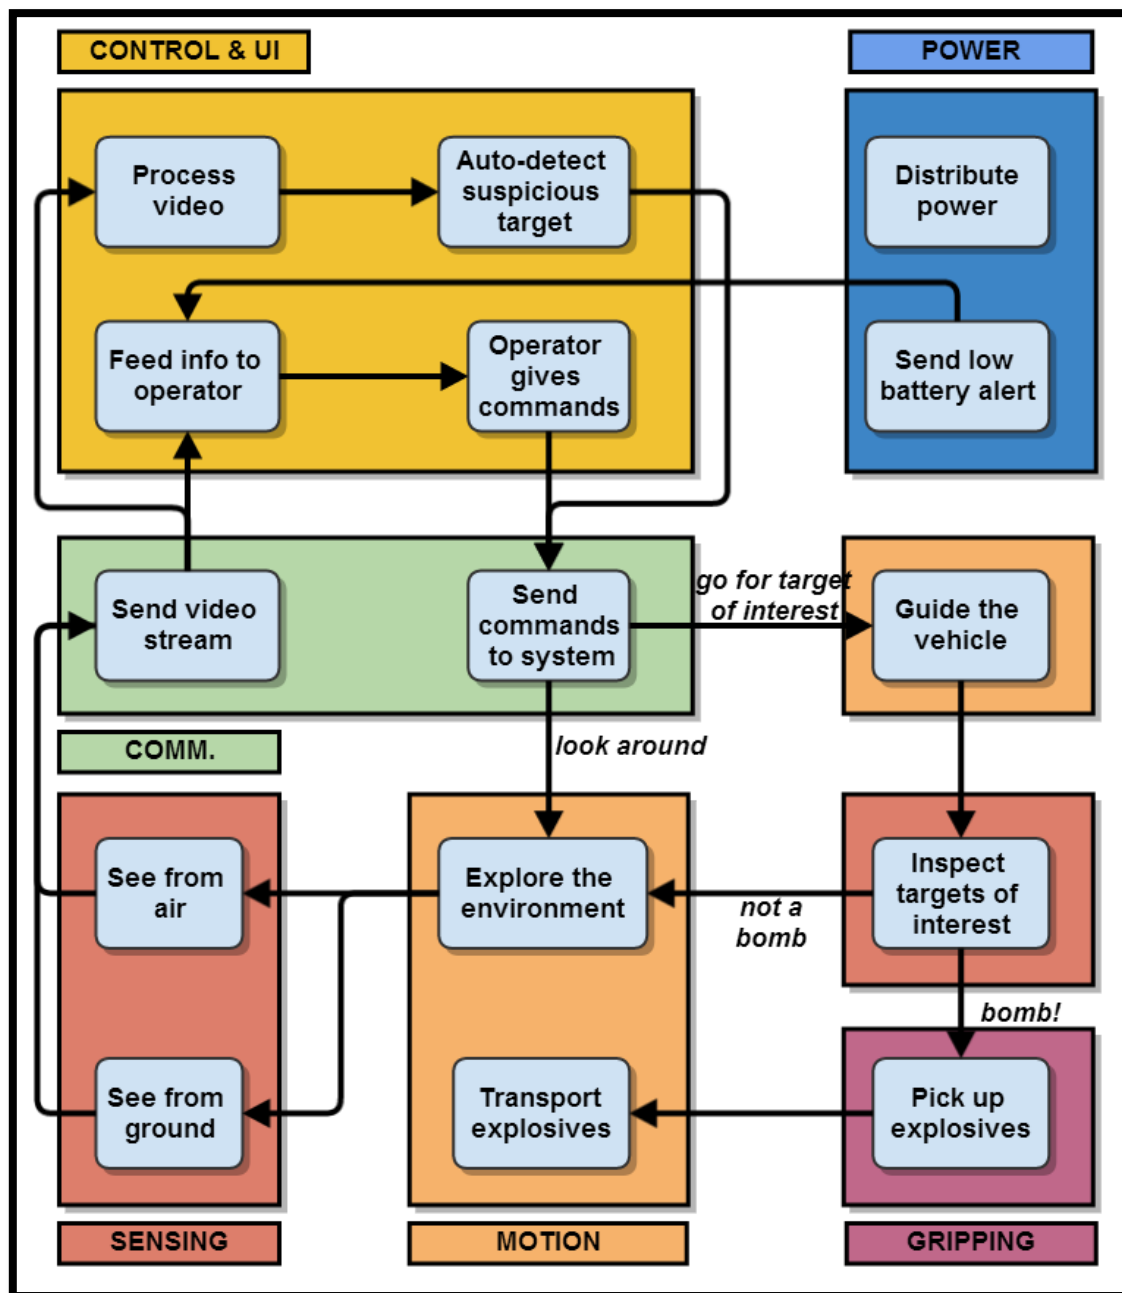 CONTROL & UI
POWER
Process
video
Auto-detect
suspicious
target
Distribute
power
Feed info to
operator
Operator
gives
commands
Send low
battery alert
Send video
stream
Send
commands
to system
go for target
of interest
Guide the
vehicle
look around
COMM.
See from
air
Explore the
environment
not a
bomb
Inspect
targets of
interest
bomb!
See from
ground
Transport
explosives
Pick up
explosives
SENSING
MOTION
GRIPPING